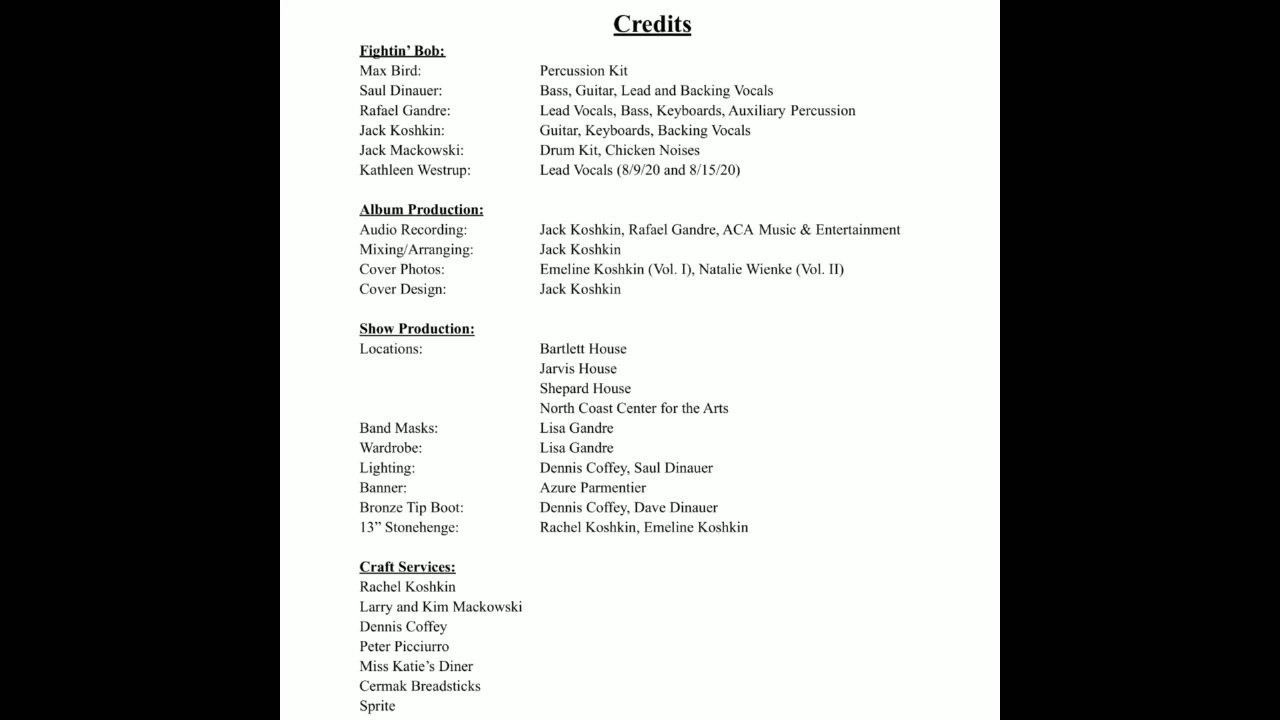 Credits
Fightin’ Bob:
Max Bird: Percussion Kit
Saul Dinauer: Bass, Guitar, Lead and Backing Vocals
Rafael Gandre: Lead Vocals, Bass, Keyboards, Auxiliary Percussion
Jack Koshkin: Guitar, Keyboards, Backing Vocals
Jack Mackowski: Drum Kit, Chicken Noises
Kathleen Westrup: Lead Vocals (8/9/20 and 8/15/20)
Album Production:
Audio Recording: Jack Koshkin, Rafael Gandre, ACA Music & Entertainment
Mixing/Arranging: Jack Koshkin
Cover Photos: Emeline Koshkin (Vol. I), Natalie Wienke (Vol. II)
Cover Design: Jack Koshkin
Show Production:
Locations: Bartlett House
Jarvis House
Shepard House
North Coast Center for the Arts
Band Masks: Lisa Gandre
Wardrobe: Lisa Gandre
Lighting: Dennis Coffey, Saul Dinauer
Banner: Azure Parmentier
Bronze Tip Boot: Dennis Coffey, Dave Dinauer
13” Stonehenge: Rachel Koshkin, Emeline Koshkin
Craft Services:
Rachel Koshkin
Larry and Kim Mackowski
Dennis Coffey
Peter Picciurro
Miss Katie’s Diner
Cermak Breadsticks
Sprite